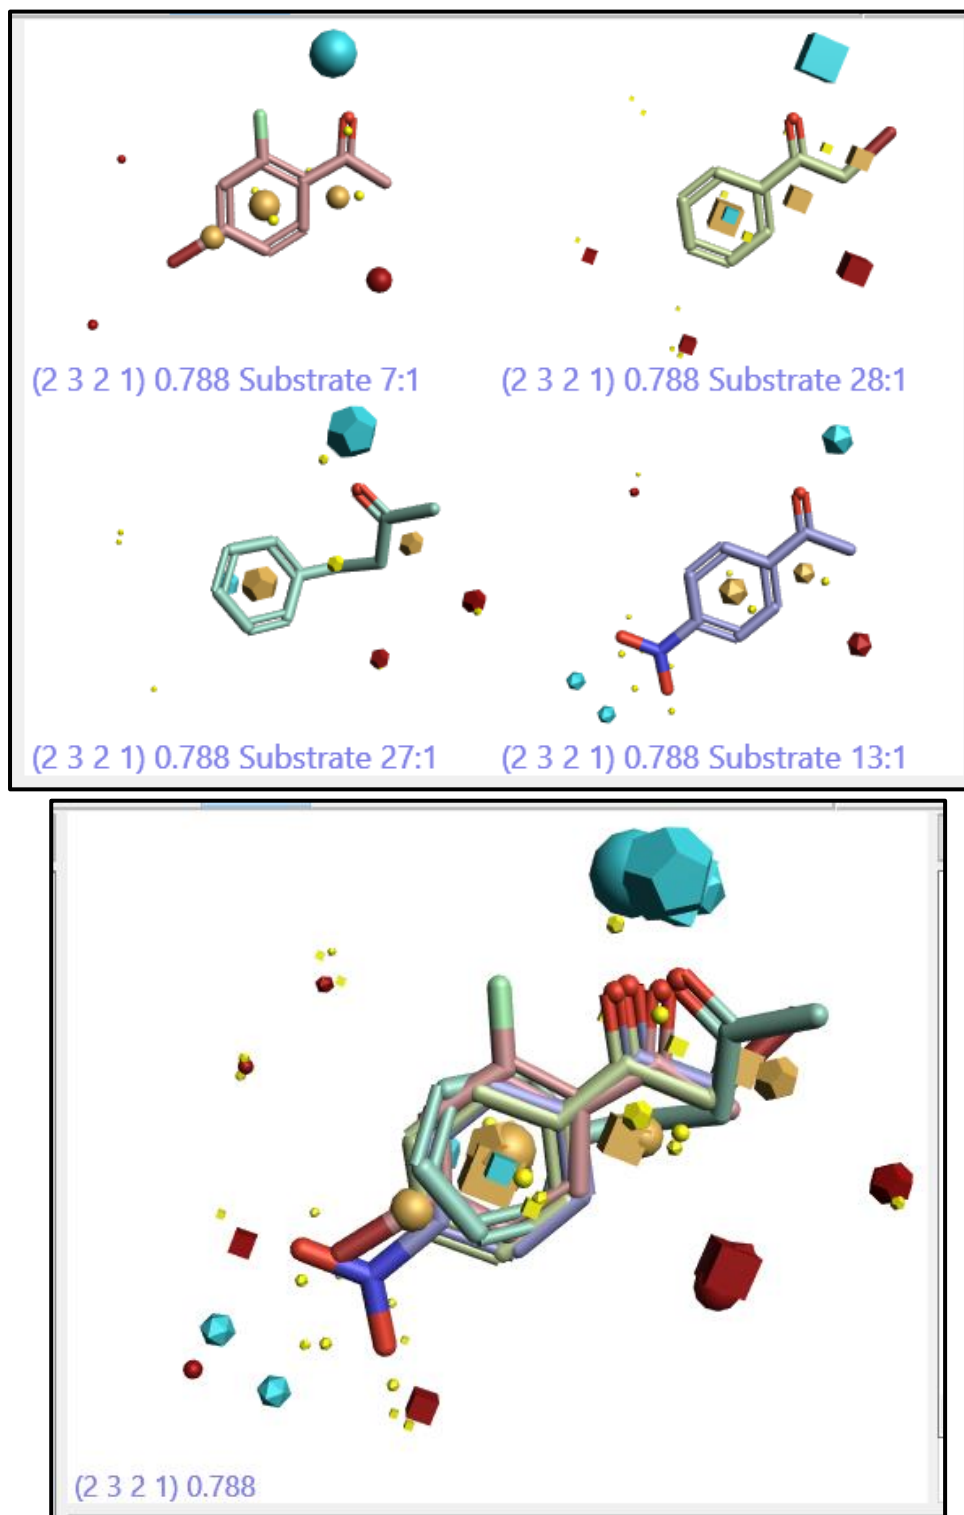 (2 3 2 1) 0.788 Substrate 7:1
(2 3 2 1) 0.788 Substrate 28:1
(2 3 2 1) 0.788 Substrate 27:1
(2 3 2 1) 0.788 Substrate 13:1
(2 3 2 1) 0.788